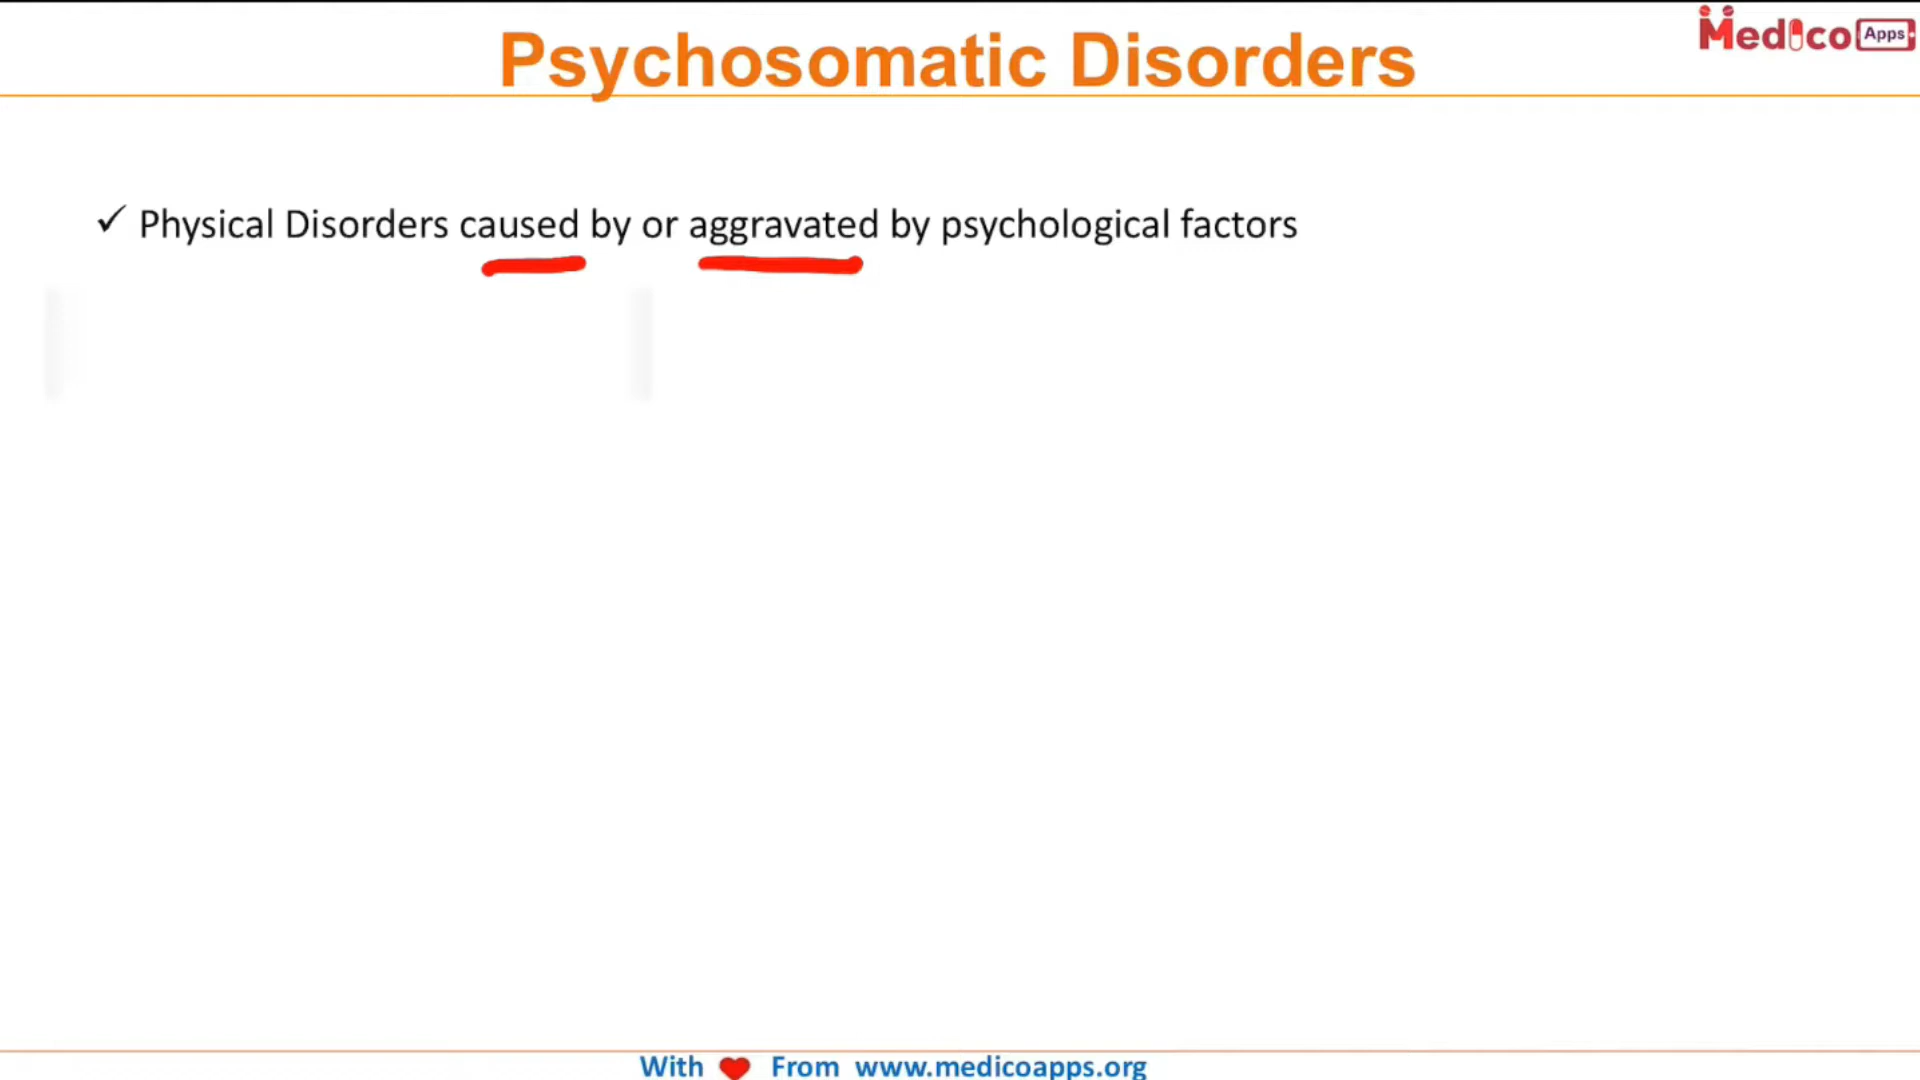 Psychosomatic Disorders
Medico Apps
✓ Physical Disorders caused by or aggravated by psychological factors
With ❤ From www.medicoapps.org